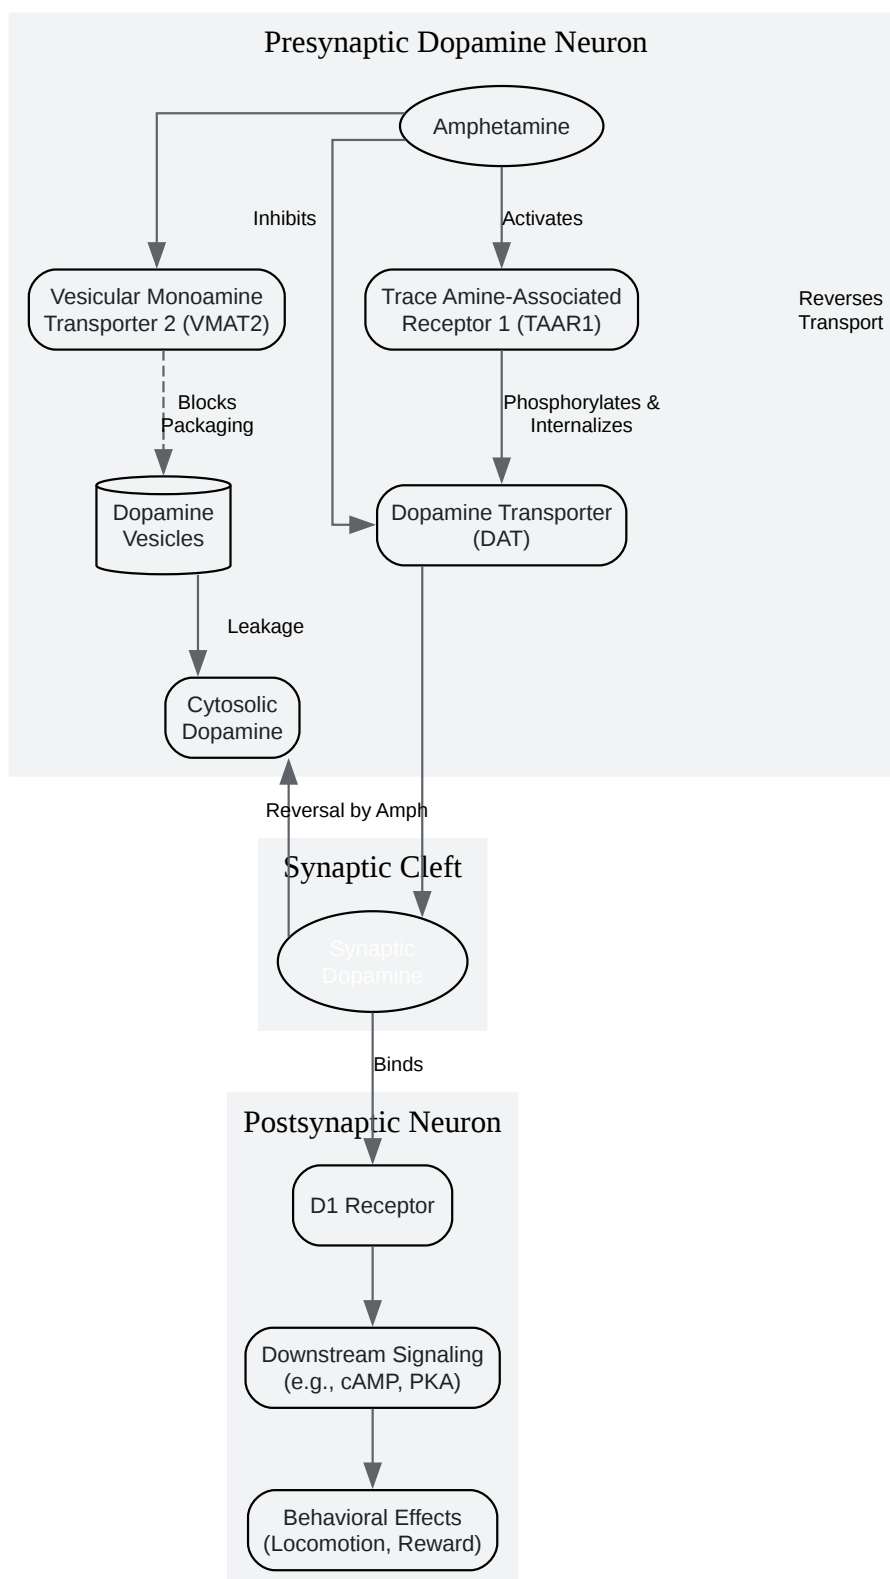 Presynaptic Dopamine Neuron
Amphetamine
Inhibits
Activates
Vesicular Monoamine
Transporter 2 (VMAT2)
Trace Amine-Associated
Receptor 1 (TAAR1)
Reverses
Transport
Blocks
Packaging
Phosphorylates &
Internalizes
Dopamine
Vesicles
Dopamine Transporter
(DAT)
Leakage
Cytosolic
Dopamine
Reversal by Amph
Synaptic Cleft
Synaptic
Dopamine
Binds
Postsynaptic Neuron
D1 Receptor
Downstream Signaling
(e.g., cAMP, PKA)
Behavioral Effects
(Locomotion, Reward)